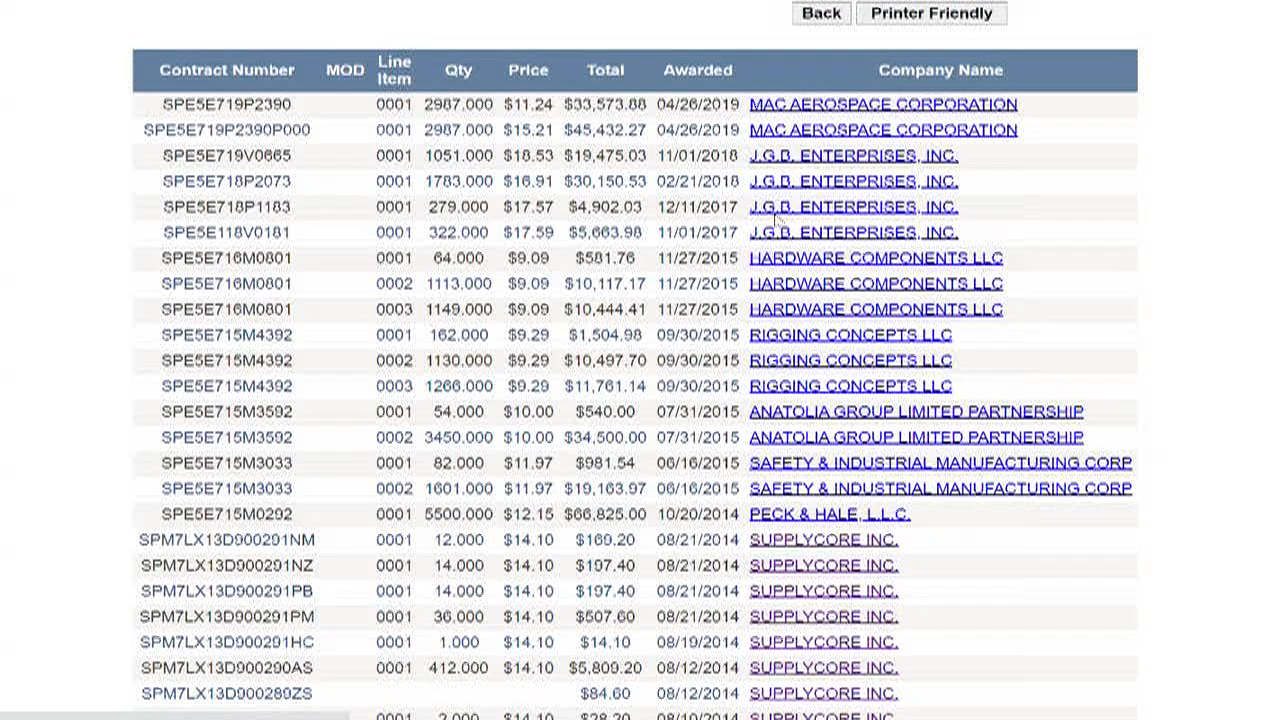 Back Printer Friendly
Contract Number MOD Line Item Qty Price Total Awarded Company Name
SPE5E719P2390 0001 2987.000 $11.24 $33,573.88 04/26/2019 MAC AEROSPACE CORPORATION
SPE5E719P2390P000 0001 2987.000 $15.21 $45,432.27 04/26/2019 MAC AEROSPACE CORPORATION
SPE5E719V0665 0001 1051.000 $18.53 $19,475.03 11/01/2018 J.G.B. ENTERPRISES, INC.
SPE5E718P2073 0001 1783.000 $16.91 $30,150.53 02/21/2018 J.G.B. ENTERPRISES, INC.
SPE5E718P1183 0001 279.000 $17.57 $4,902.03 12/11/2017 J.G.B. ENTERPRISES, INC.
SPE5E118V0181 0001 322.000 $17.59 $5,663.98 11/01/2017 J.G.B. ENTERPRISES, INC.
SPE5E716M0801 0001 64.000 $9.09 $581.76 11/27/2015 HARDWARE COMPONENTS LLC
SPE5E716M0801 0002 1113.000 $9.09 $10,117.17 11/27/2015 HARDWARE COMPONENTS LLC
SPE5E716M0801 0003 1149.000 $9.09 $10,444.41 11/27/2015 HARDWARE COMPONENTS LLC
SPE5E715M4392 0001 162.000 $9.29 $1,504.98 09/30/2015 RIGGING CONCEPTS LLC
SPE5E715M4392 0002 1130.000 $9.29 $10,497.70 09/30/2015 RIGGING CONCEPTS LLC
SPE5E715M4392 0003 1266.000 $9.29 $11,761.14 09/30/2015 RIGGING CONCEPTS LLC
SPE5E715M3592 0001 54.000 $10.00 $540.00 07/31/2015 ANATOLIA GROUP LIMITED PARTNERSHIP
SPE5E715M3592 0002 3450.000 $10.00 $34,500.00 07/31/2015 ANATOLIA GROUP LIMITED PARTNERSHIP
SPE5E715M3033 0001 82.000 $11.97 $981.54 06/16/2015 SAFETY & INDUSTRIAL MANUFACTURING CORP
SPE5E715M3033 0002 1601.000 $11.97 $19,163.97 06/16/2015 SAFETY & INDUSTRIAL MANUFACTURING CORP
SPE5E715M0292 0001 5500.000 $12.15 $66,825.00 10/20/2014 PECK & HALE, L.L.C.
SPM7LX13D900291NM 0001 12.000 $14.10 $169.20 08/21/2014 SUPPLYCORE INC.
SPM7LX13D900291NZ 0001 14.000 $14.10 $197.40 08/21/2014 SUPPLYCORE INC.
SPM7LX13D900291PB 0001 14.000 $14.10 $197.40 08/21/2014 SUPPLYCORE INC.
SPM7LX13D900291PM 0001 36.000 $14.10 $507.60 08/21/2014 SUPPLYCORE INC.
SPM7LX13D900291HC 0001 1.000 $14.10 $14.10 08/19/2014 SUPPLYCORE INC.
SPM7LX13D900290AS 0001 412.000 $14.10 $5,809.20 08/12/2014 SUPPLYCORE INC.
SPM7LX13D900289ZS $84.60 08/12/2014 SUPPLYCORE INC.
0001 2.000 $14.10 $28.20 08/10/2014 SUPPLYCORE INC.